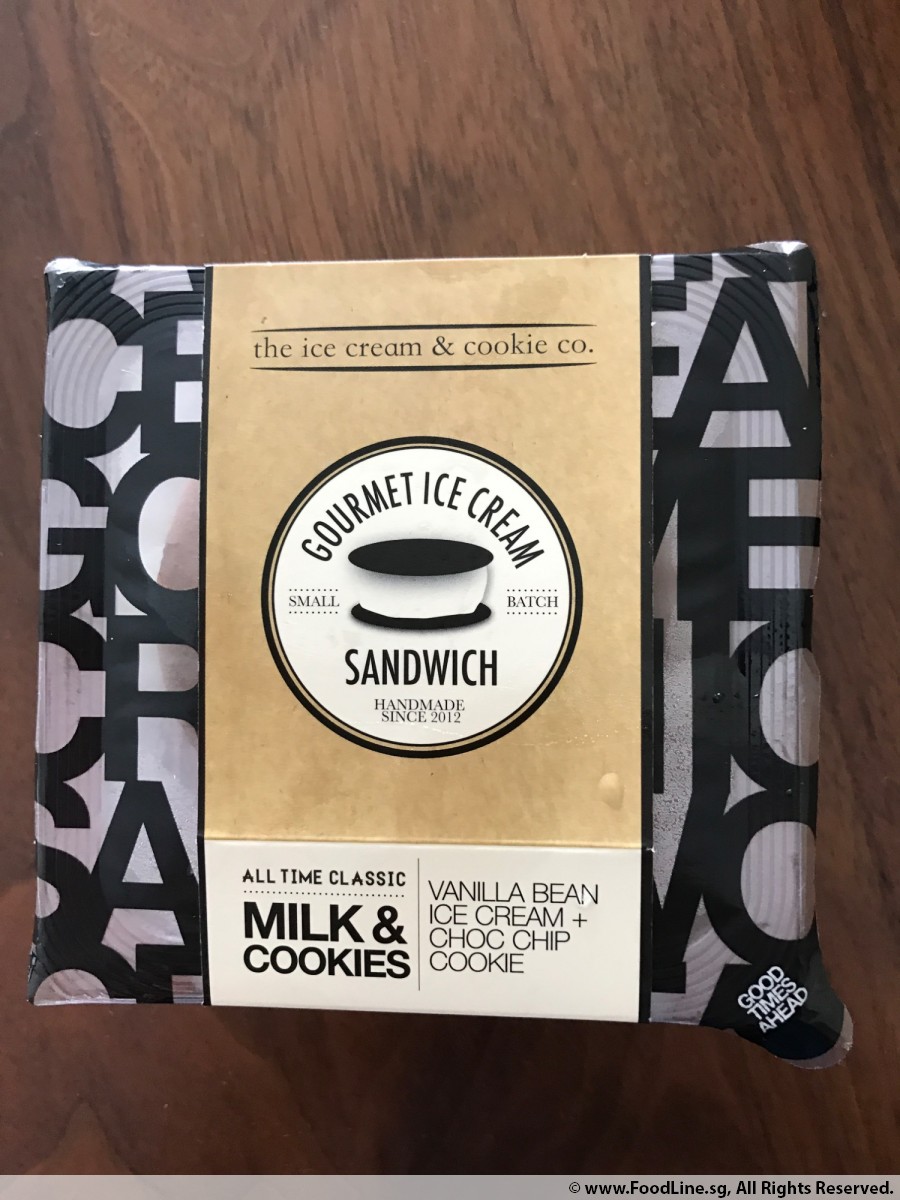 the ice cream & cookie co.
GOURMET ICE CREAM
SMALL BATCH
SANDWICH
HANDMADE
SINCE 2012
ALL TIME CLASSIC
MILK &
COOKIES
VANILLA BEAN
ICE CREAM +
CHOC CHIP
COOKIE
GOOD
TIMES
AHEAD
© www.FoodLine.sg, All Rights Reserved.